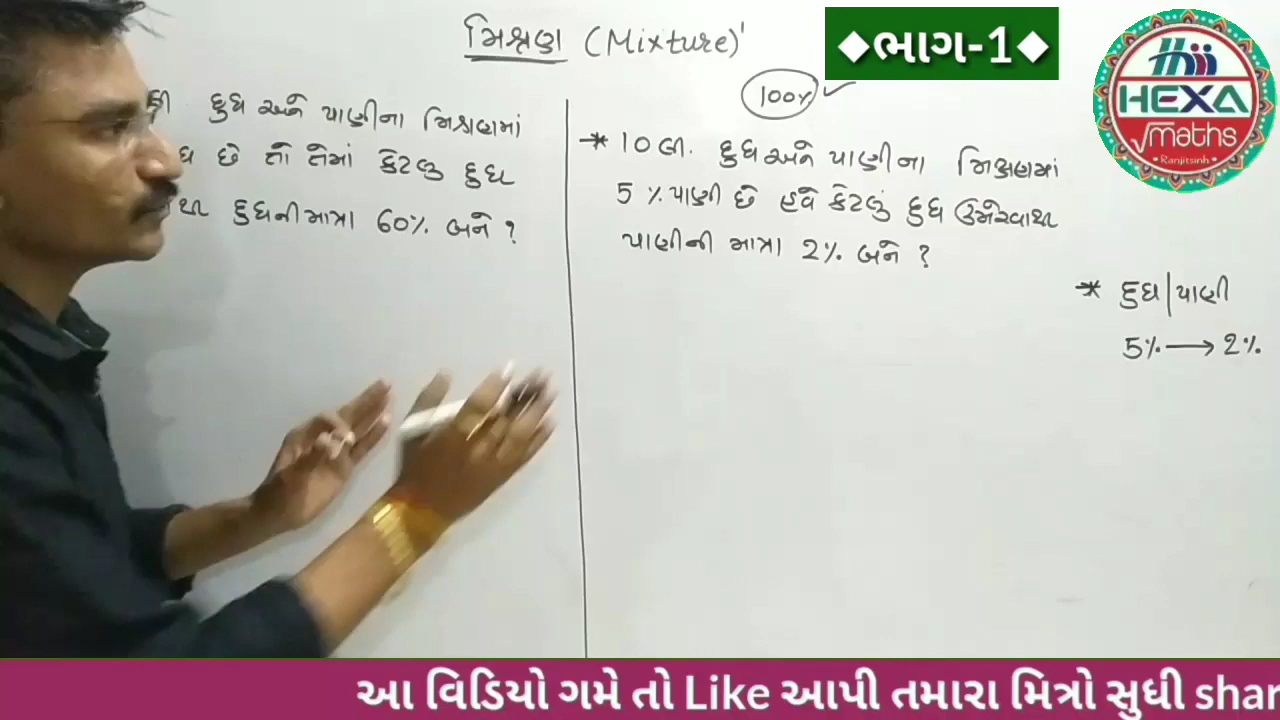 મિશ્રણ (Mixture)'
◆ભાગ-1◆
HEXA
maths
Ranjitsinh
100%
દુધ અને પાણીના મિશ્રણમાં
છે તો તેમાં કેટલુ દુધ
દુધની માત્રા 60% બને ?
* 10 લી. દુધ અને પાણીના મિશ્રણમાં
5 % પાણી છે હવે કેટલું દુધ ઉમેરવાથી
પાણીની માત્રા 2% બને ?
* દુધ | પાણી
5% → 2%
આ વિડિયો ગમે તો Like આપી તમારા મિત્રો સુધી shar